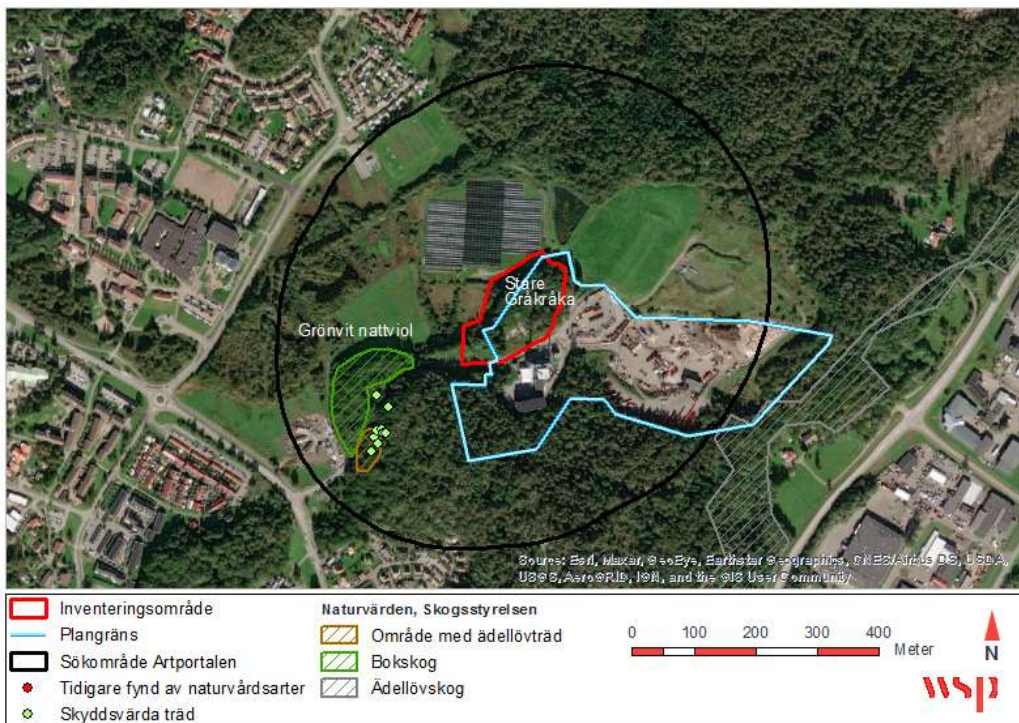 Stare
Gråkråka
Grönvit nattviol
Source: Esri, Maxar, GeoEye, Earthstar Geographics, CNES/Airbus DS, USDA,
USGS, AeroGRID, IGN, and the GIS User Community
Inventeringsområde
Plangräns
Sökområde Artportalen
Tidigare fynd av naturvårdsarter
Skyddsvärda träd
Naturvärden, Skogsstyrelsen
Område med ädellövträd
Bokskog
Ädellövskog
0 100 200 300 400
Meter
N
wsp